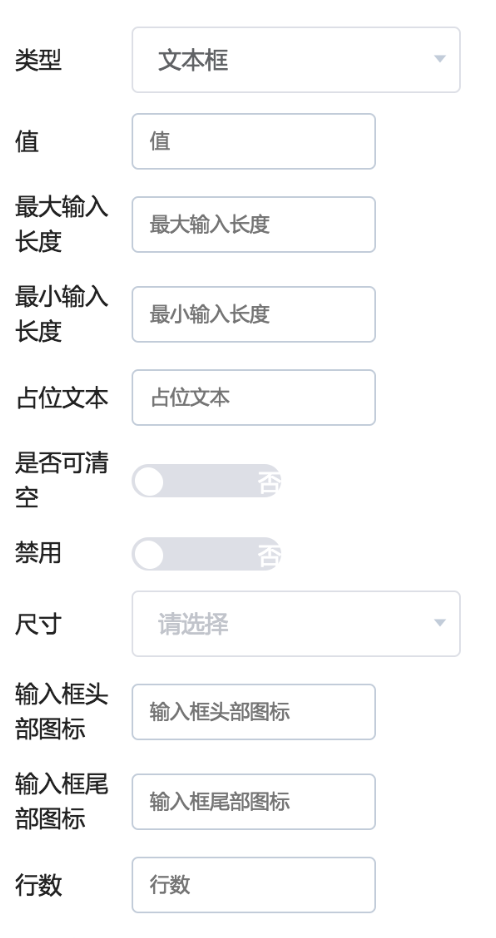 类型 文本框
值 值
最大输入
长度 最大输入长度
最小输入
长度 最小输入长度
占位文本 占位文本
是否可清
空 否
禁用 否
尺寸 请选择
输入框头
部图标 输入框头部图标
输入框尾
部图标 输入框尾部图标
行数 行数